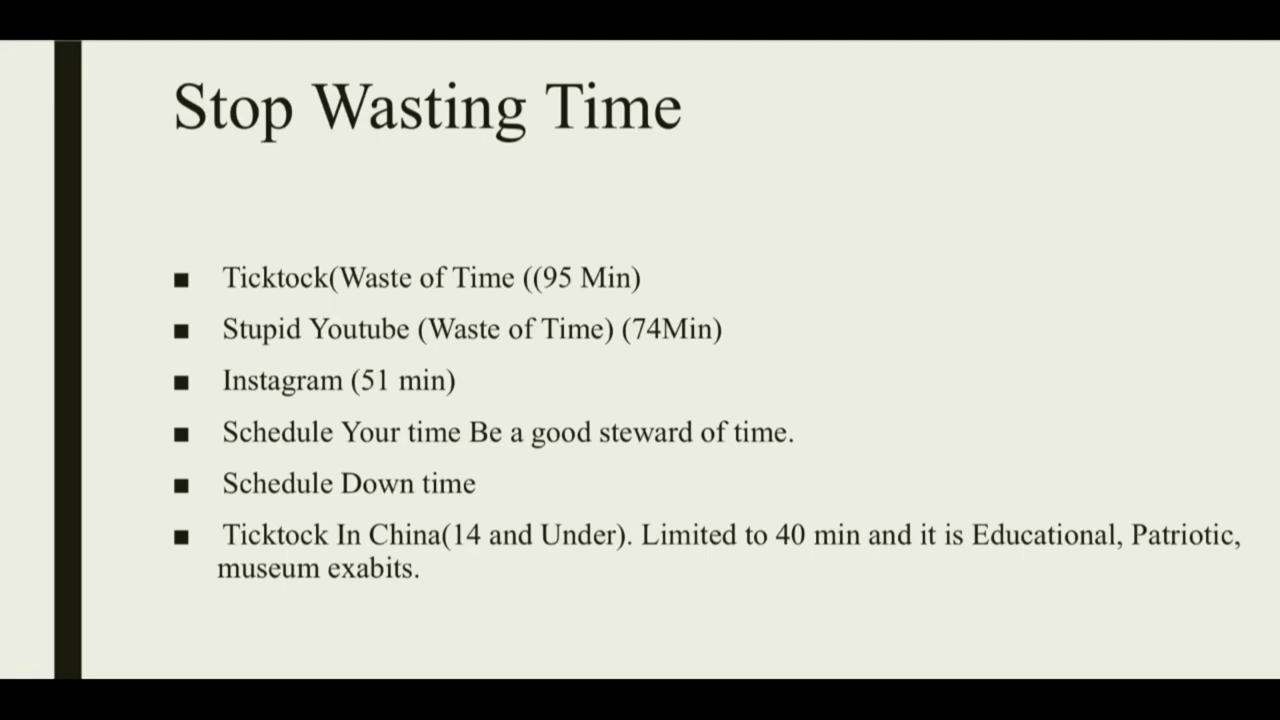 Stop Wasting Time
Ticktock(Waste of Time ((95 Min)
Stupid Youtube (Waste of Time) (74Min)
Instagram (51 min)
Schedule Your time Be a good steward of time.
Schedule Down time
Ticktock In China(14 and Under). Limited to 40 min and it is Educational, Patriotic,
museum exabits.